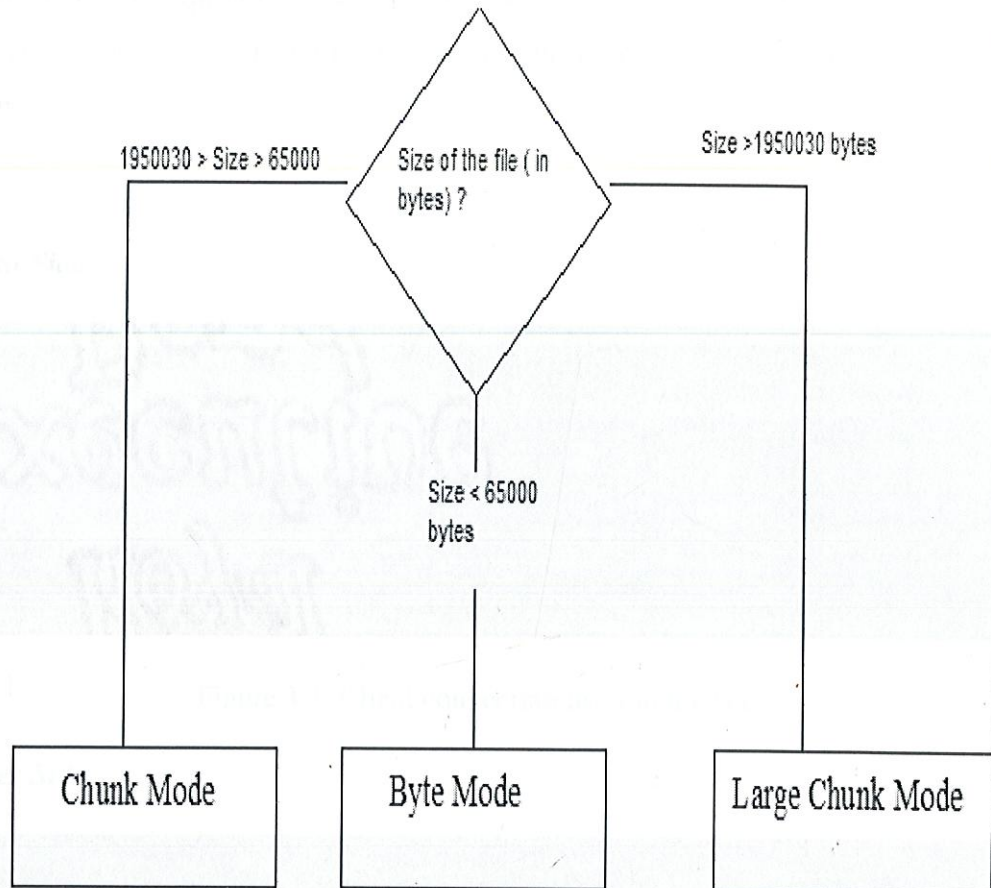 1950030 > Size > 65000
Size of the file ( in
bytes) ?
Size >1950030 bytes
Size < 65000
bytes
Chunk Mode
Byte Mode
Large Chunk Mode